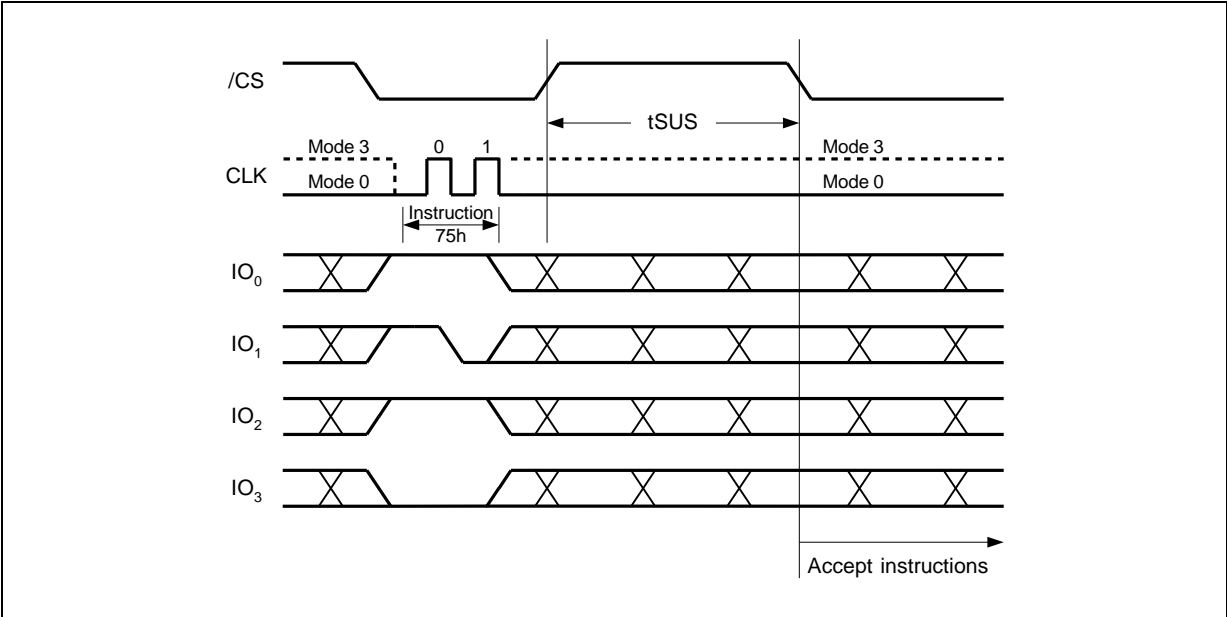 /CS
tSUS
Mode 3 0 1 Mode 3
CLK
Mode 0 Mode 0
Instruction
75h
IO0
IO1
IO2
IO3
Accept instructions